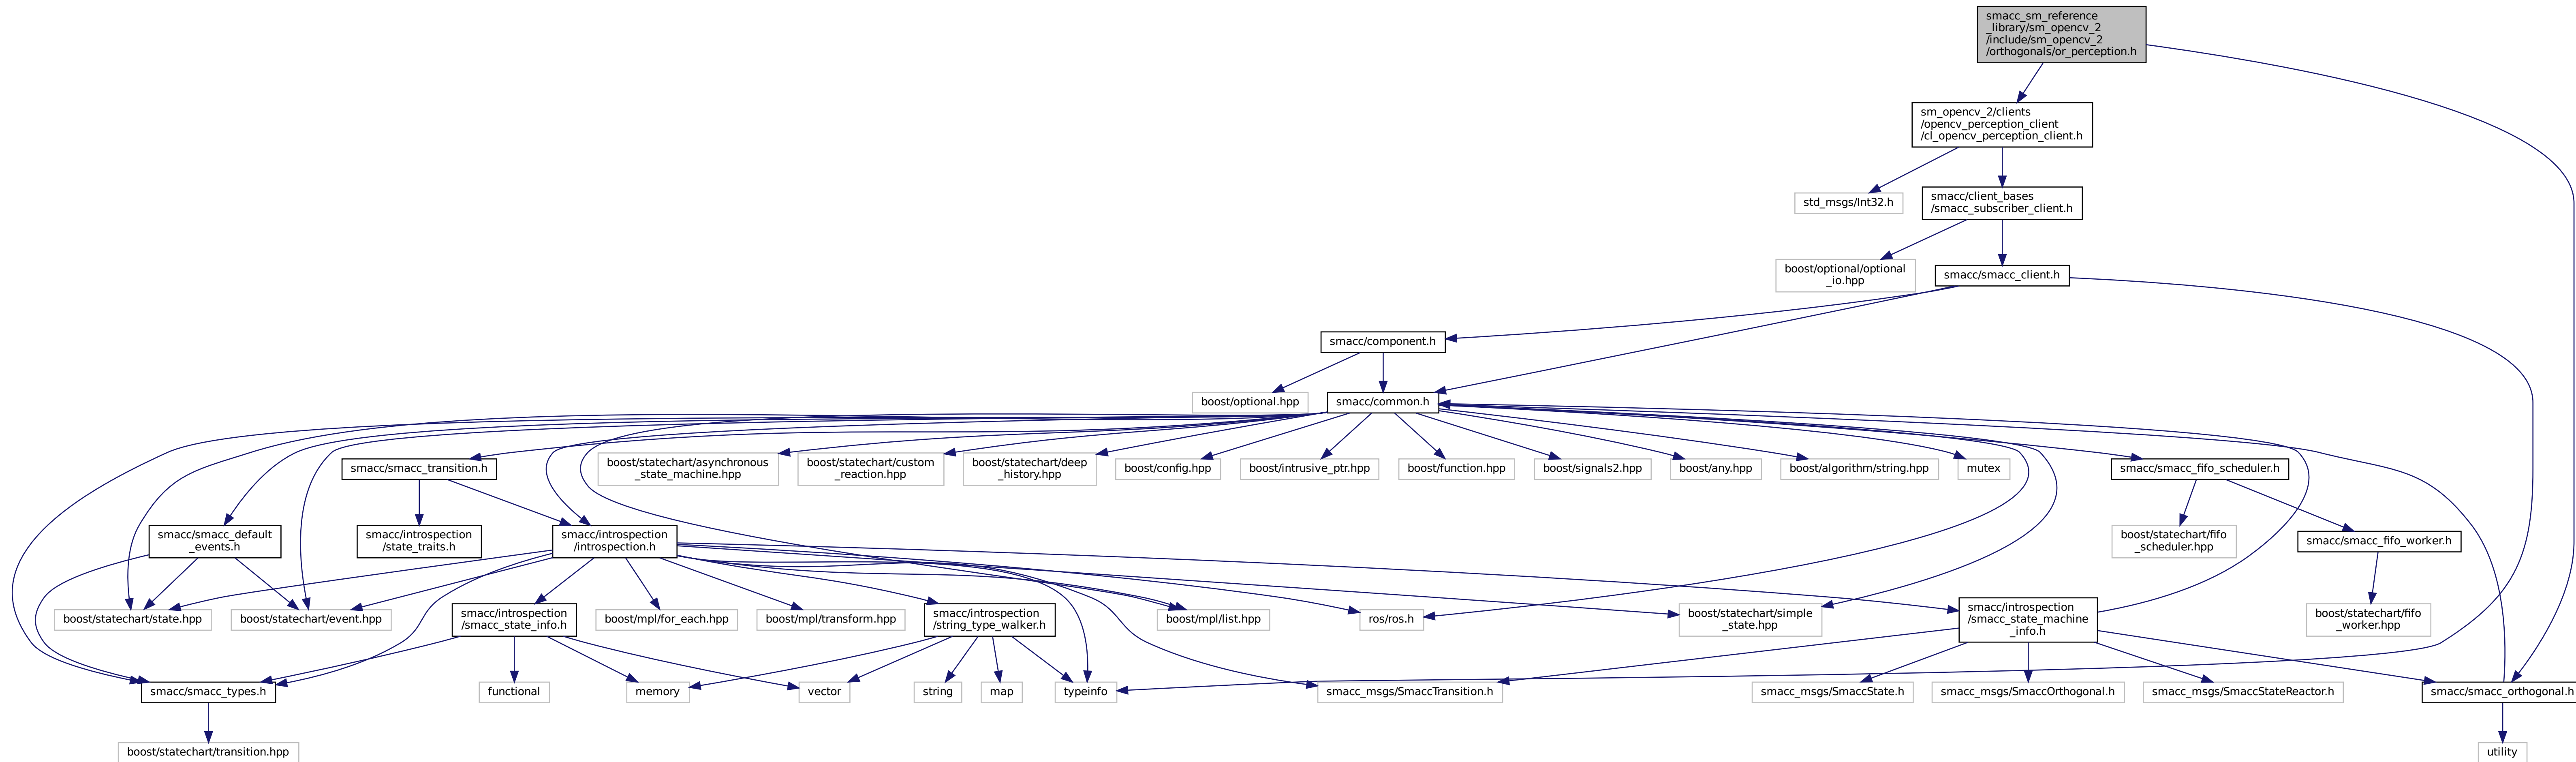 smacc_sm_reference
_library/sm_opencv_2
/include/sm_opencv_2
/orthogonals/or_perception.h
sm_opencv_2/clients
/opencv_perception_client
/cl_opencv_perception_client.h
std_msgs/Int32.h
smacc/client_bases
/smacc_subscriber_client.h
boost/optional/optional
_io.hpp
smacc/smacc_client.h
smacc/component.h
boost/optional.hpp
smacc/common.h
smacc/smacc_transition.h
boost/statechart/asynchronous
_state_machine.hpp
boost/statechart/custom
_reaction.hpp
boost/statechart/deep
_history.hpp
boost/config.hpp
boost/intrusive_ptr.hpp
boost/function.hpp
boost/signals2.hpp
boost/any.hpp
boost/algorithm/string.hpp
mutex
smacc/smacc_fifo_scheduler.h
smacc/smacc_default
_events.h
smacc/introspection
/state_traits.h
smacc/introspection
/introspection.h
boost/statechart/fifo
_scheduler.hpp
smacc/smacc_fifo_worker.h
boost/statechart/state.hpp
boost/statechart/event.hpp
smacc/introspection
/smacc_state_info.h
boost/mpl/for_each.hpp
boost/mpl/transform.hpp
smacc/introspection
/string_type_walker.h
boost/mpl/list.hpp
ros/ros.h
boost/statechart/simple
_state.hpp
smacc/introspection
/smacc_state_machine
_info.h
boost/statechart/fifo
_worker.hpp
smacc/smacc_types.h
functional
memory
vector
string
map
typeinfo
smacc_msgs/SmaccTransition.h
smacc_msgs/SmaccState.h
smacc_msgs/SmaccOrthogonal.h
smacc_msgs/SmaccStateReactor.h
smacc/smacc_orthogonal.h
boost/statechart/transition.hpp
utility